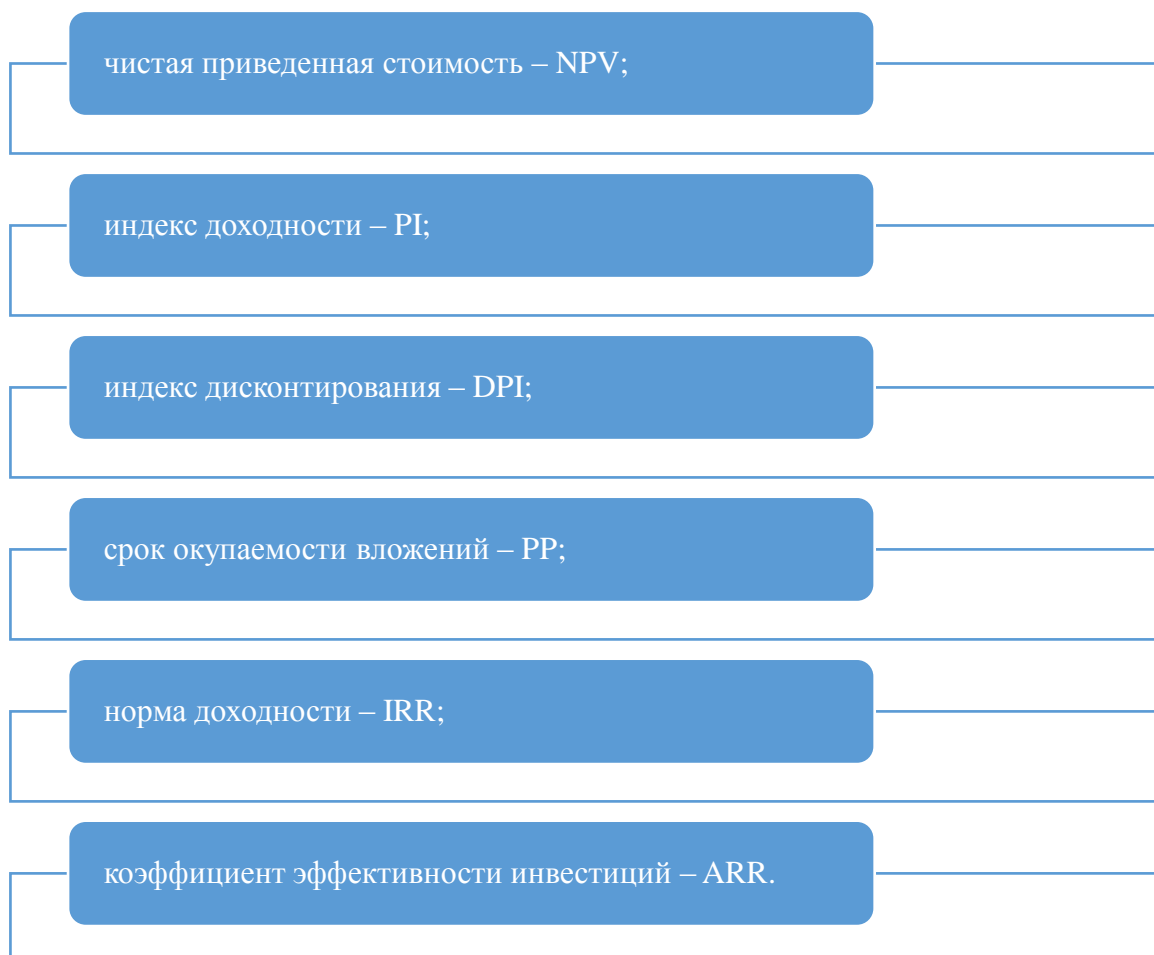 чистая приведенная стоимость – NPV;
индекс доходности – PI;
индекс дисконтирования – DPI;
срок окупаемости вложений – PP;
норма доходности – IRR;
коэффициент эффективности инвестиций – ARR.